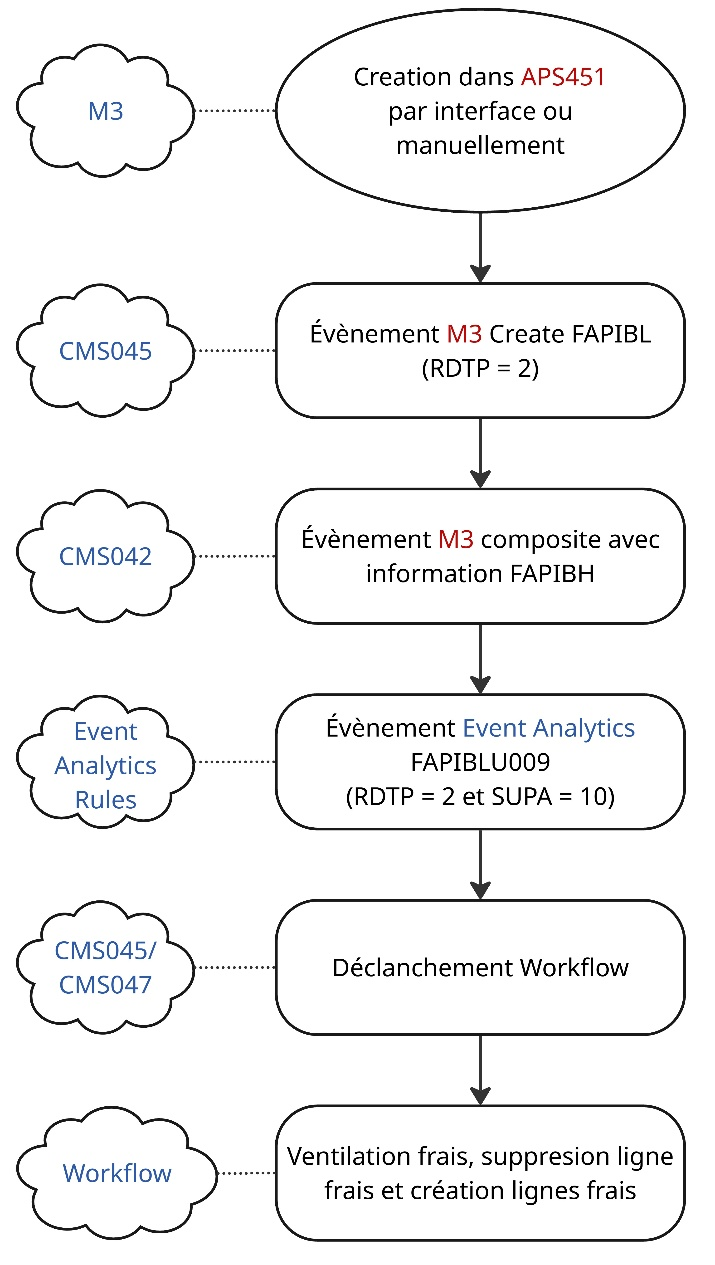 M3
Creation dans APS451
par interface ou
manuellement
CMS045
Évènement M3 Create FAPIBL
(RDTP = 2)
CMS042
Évènement M3 composite avec
information FAPIBH
Event
Analytics
Rules
Évènement Event Analytics
FAPIBLU009
(RDTP = 2 et SUPA = 10)
CMS045/
CMS047
Déclanchement Workflow
Workflow
Ventilation frais, suppresion ligne
frais et création lignes frais